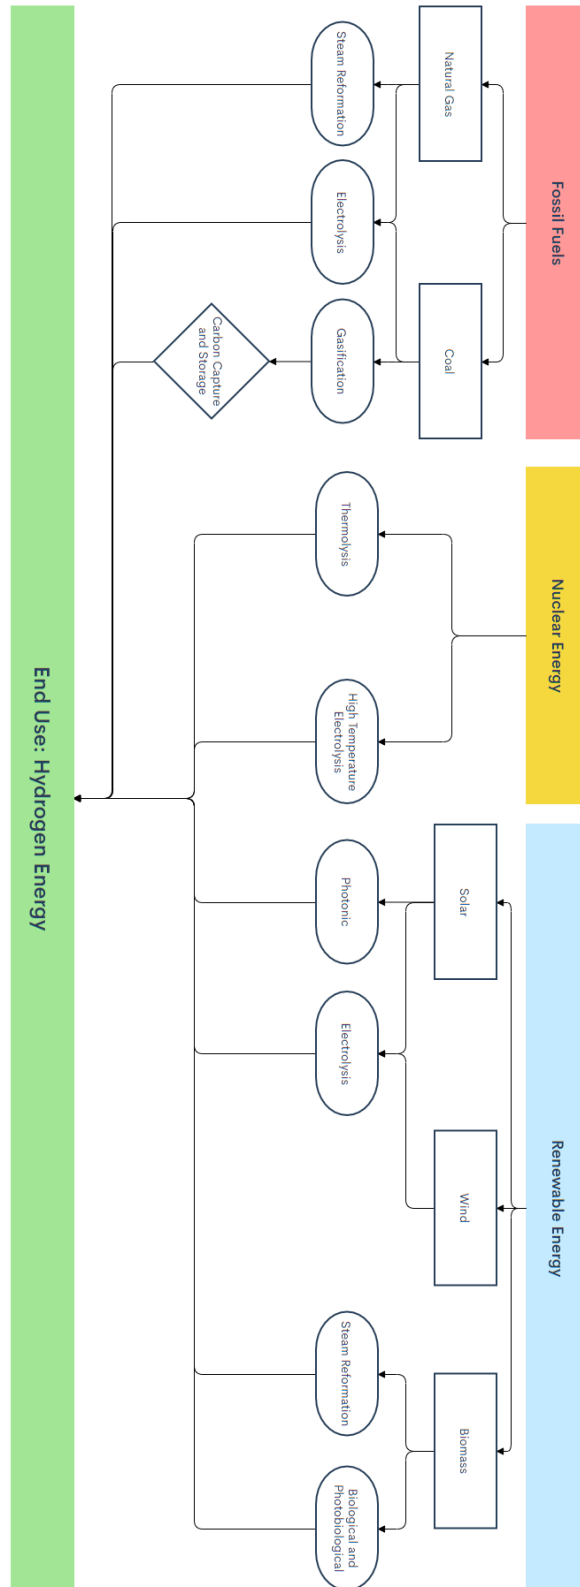 Fossil Fuels
Nuclear Energy
Renewable Energy
Natural Gas
Coal
Solar
Wind
Biomass
Steam Reformation
Electrolysis
Gasification
Thermolysis
High Temperature
Electrolysis
Photonic
Electrolysis
Steam Reformation
Biological and
Photobiological
Carbon Capture
and Storage
End Use: Hydrogen Energy